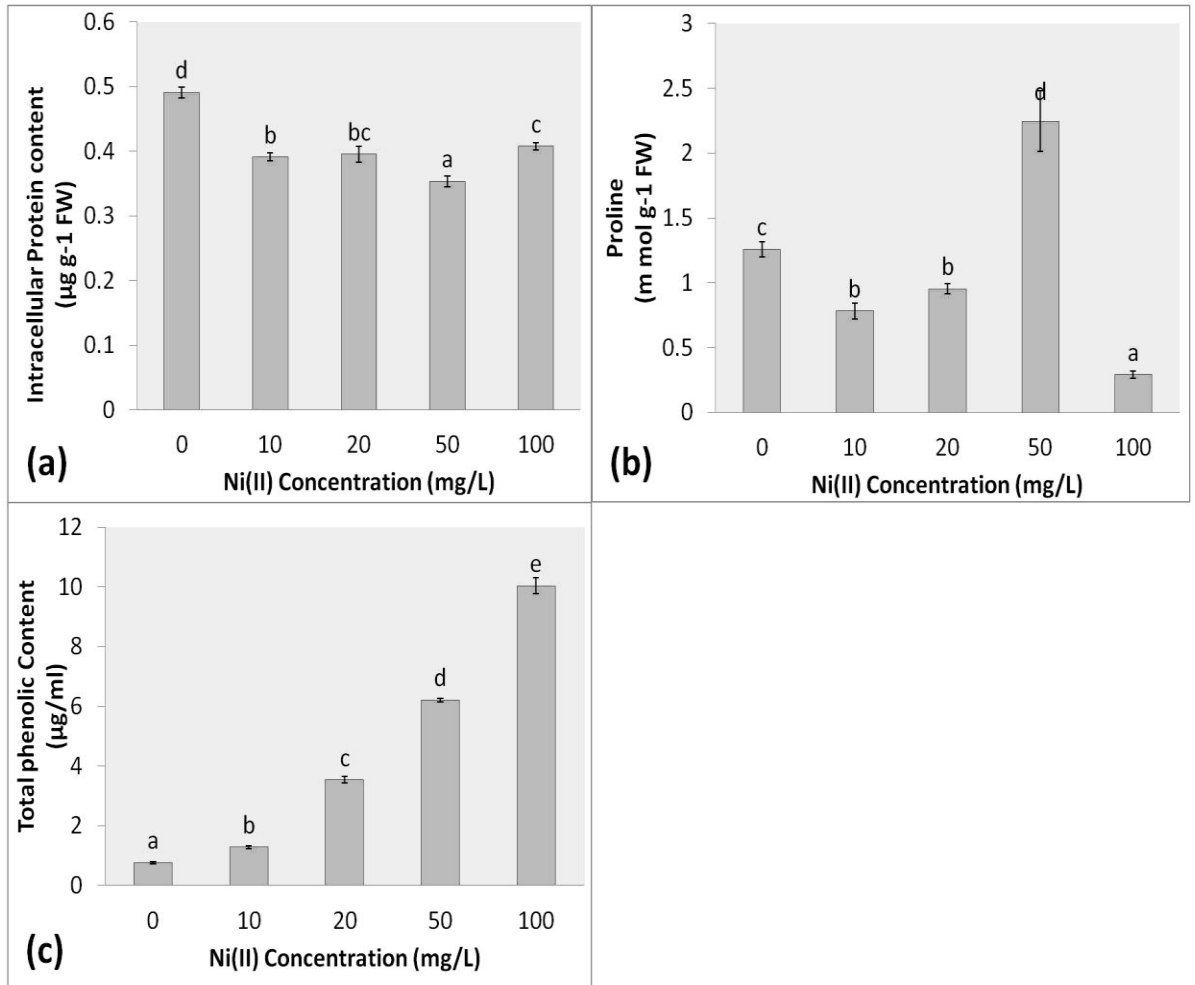 Intracellular Protein content
(µg g-1 FW)
0.6
0.5
0.4
0.3
0.2
0.1
0
d
b
bc
a
c
0 10 20 50 100
Ni(II) Concentration (mg/L)
(a)
Proline
(m mol g-1 FW)
3
2.5
2
1.5
1
0.5
0
c
b
b
d
a
0 10 20 50 100
Ni(II) Concentration (mg/L)
(b)
Total phenolic Content
(µg/ml)
12
10
8
6
4
2
0
a
b
c
d
e
0 10 20 50 100
Ni(II) Concentration (mg/L)
(c)